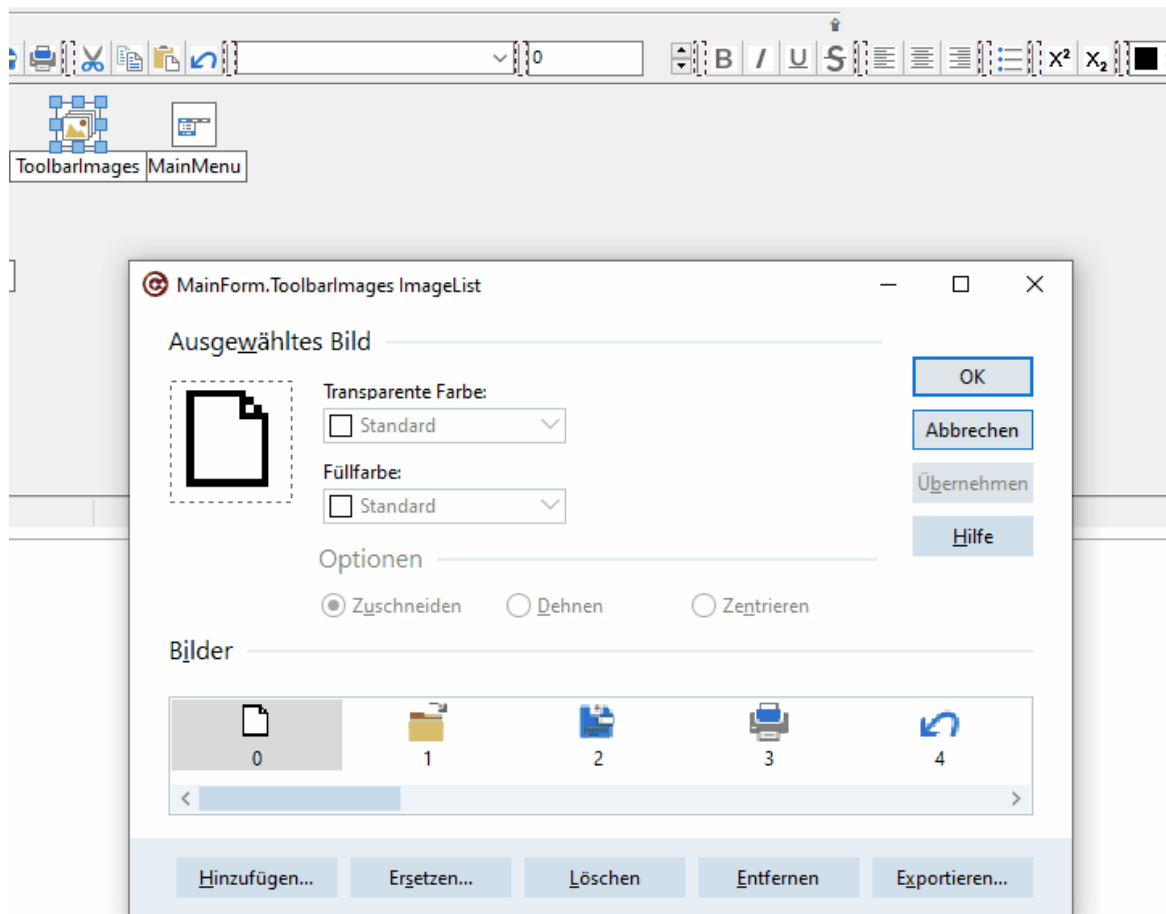 0 B I U S X² X₂
ToolbarImages MainMenu
MainForm.ToolbarImages ImageList
Ausgewähltes Bild
OK
Transparente Farbe:
Standard
Abbrechen
Füllfarbe:
Übernehmen
Standard
Hilfe
Optionen
Zuschneiden Dehnen Zentrieren
Bilder
0 1 2 3 4
Hinzufügen... Ersetzen... Löschen Entfernen Exportieren...